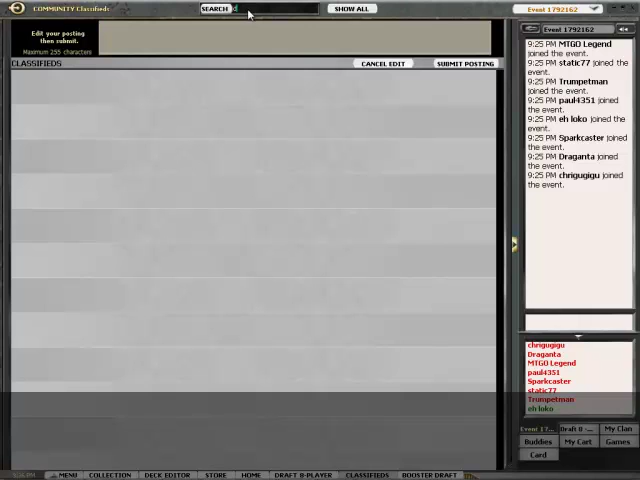 COMMUNITY Classifieds
SEARCH
SHOW ALL
Event 1792162
Edit your posting
then submit.
Maximum 255 characters
CLASSIFIEDS
CANCEL EDIT
SUBMIT POSTING
Event 1792162
9:25 PM MTGO Legend
joined the event.
9:25 PM static77 joined the
event.
9:25 PM Trumpetman
joined the event.
9:25 PM paul4351 joined
the event.
9:25 PM eh loko joined the
event.
9:25 PM Sparkcaster
joined the event.
9:25 PM Draganta joined
the event.
9:25 PM chrigugigu joined
the event.
chrigugigu
Draganta
MTGO Legend
paul4351
Sparkcaster
static77
Trumpetman
eh loko
Event 17...
Draft 0 -...
My Clan
Buddies
My Cart
Games
Card
MENU
COLLECTION
DECK EDITOR
STORE
HOME
DRAFT 8-PLAYER
CLASSIFIEDS
BOOSTER DRAFT